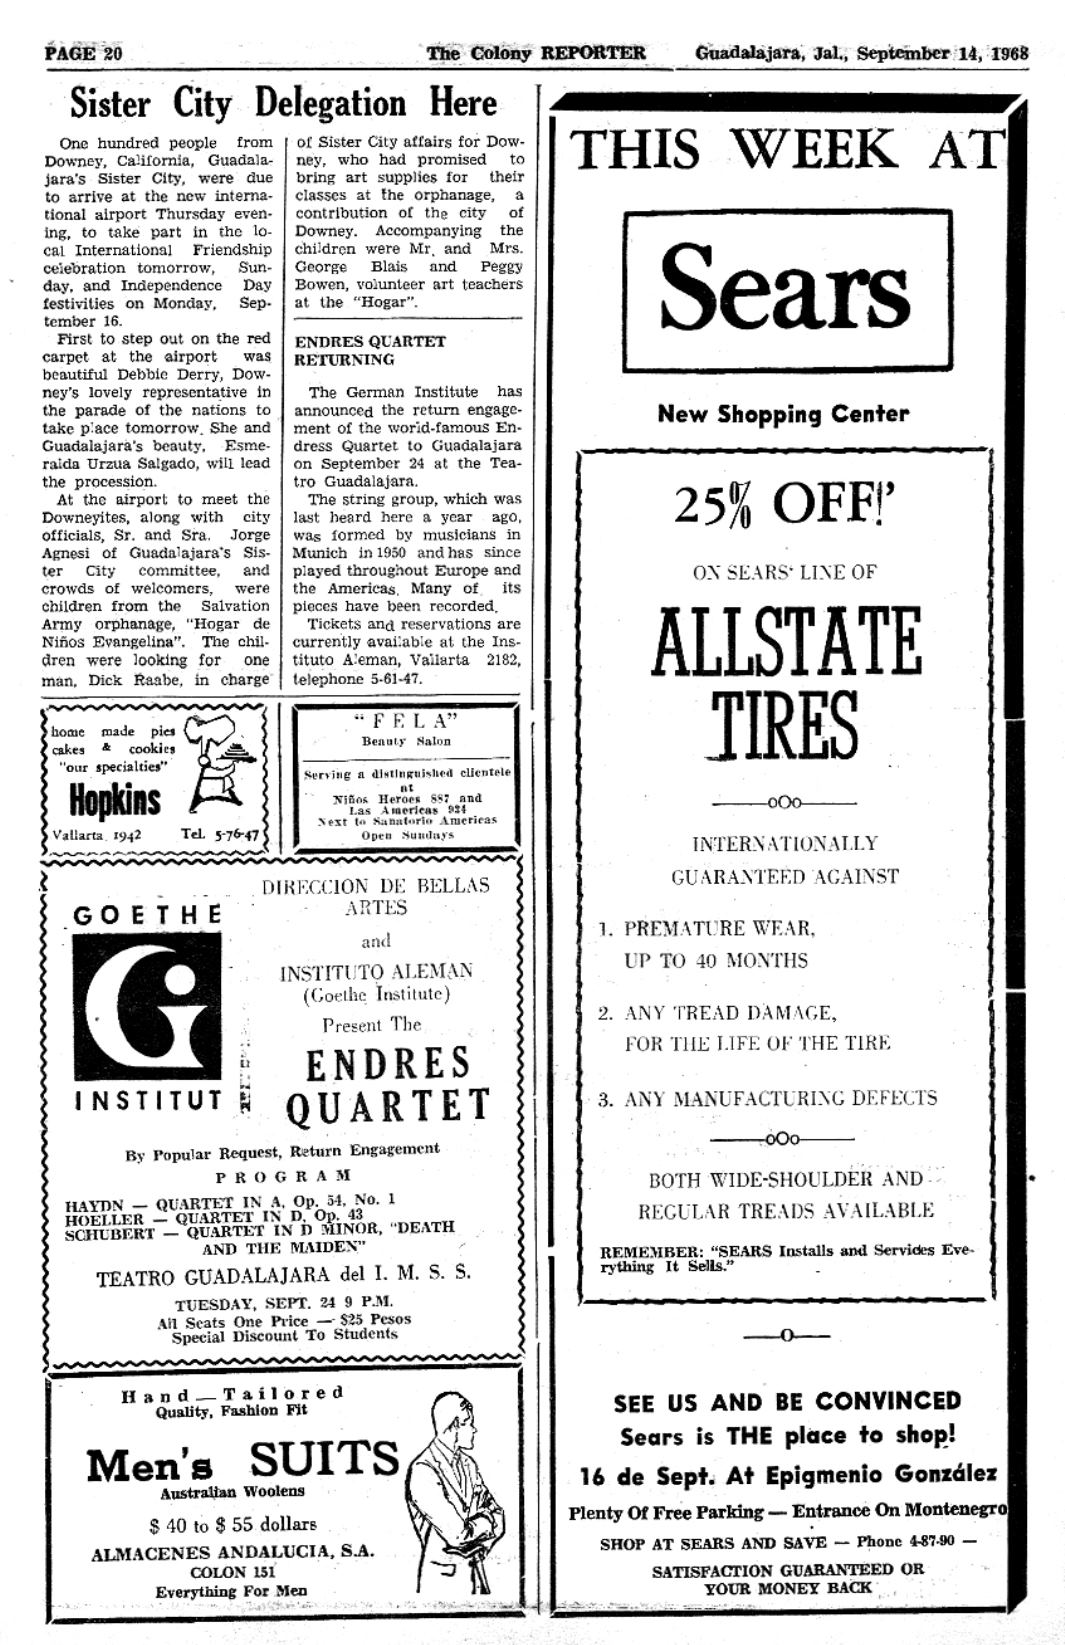 PAGE 20
The Colony REPORTER
Guadalajara, Jal., September 14, 1968
Sister City Delegation Here
One hundred people from
Downey, California, Guadala-
jara's Sister City, were due
to arrive at the new interna-
tional airport Thursday even-
ing, to take part in the lo-
cal International Friendship
celebration tomorrow, Sun-
day, and Independence Day
festivities on Monday, Sep-
tember 16.
First to step out on the red
carpet at the airport was
beautiful Debbie Derry, Dow-
ney's lovely representative in
the parade of the nations to
take place tomorrow. She and
Guadalajara's beauty, Esme-
ralda Urzua Salgado, will lead
the procession.
At the airport to meet the
Downeyites, along with city
officials, Sr. and Sra. Jorge
Agnesi of Guadalajara's Sis-
ter City committee, and
crowds of welcomers, were
children from the Salvation
Army orphanage, "Hogar de
Niños Evangelina". The chil-
dren were looking for one
man, Dick Raabe, in charge
of Sister City affairs for Dow-
ney, who had promised to
bring art supplies for their
classes at the orphanage, a
contribution of the city of
Downey. Accompanying the
children were Mr. and Mrs.
George Blais and Peggy
Bowen, volunteer art teachers
at the "Hogar".
ENDRES QUARTET
RETURNING
The German Institute has
announced the return engage-
ment of the world-famous En-
dress Quartet to Guadalajara
on September 24 at the Tea-
tro Guadalajara.
The string group, which was
last heard here a year ago,
was formed by musicians in
Munich in 1950 and has since
played throughout Europe and
the Americas. Many of its
pieces have been recorded.
Tickets and reservations are
currently available at the Ins-
tituto Aleman, Vallarta 2182,
telephone 5-61-47.
home made pies
cakes & cookies
"our specialties"
Hopkins
Vallarta 1942 Tel. 5-76-47
"FELA"
Beauty Salon
Serving a distinguished clientele
at
Niños Heroes 887 and
Las Americas 924
Next to Sanatorio Americas
Open Sundays
GOETHE
INSTITUT
DIRECCION DE BELLAS
ARTES
and
INSTITUTO ALEMAN
(Goethe Institute)
Present The
ENDRES
QUARTET
By Popular Request, Return Engagement
PROGRAM
HAYDN — QUARTET IN A, Op. 54, No. 1
HOELLER — QUARTET IN D, Op. 43
SCHUBERT — QUARTET IN D MINOR, "DEATH
AND THE MAIDEN"
TEATRO GUADALAJARA del I. M. S. S.
TUESDAY, SEPT. 24 9 P.M.
All Seats One Price — $25 Pesos
Special Discount To Students
Hand — Tailored
Quality, Fashion Fit
Men's SUITS
Australian Woolens
$ 40 to $ 55 dollars
ALMACENES ANDALUCIA, S.A.
COLON 151
Everything For Men
THIS WEEK AT
Sears
New Shopping Center
25% OFF!'
ON SEARS' LINE OF
ALLSTATE
TIRES
oOo
INTERNATIONALLY
GUARANTEED AGAINST
1. PREMATURE WEAR,
UP TO 40 MONTHS
2. ANY TREAD DAMAGE,
FOR THE LIFE OF THE TIRE
3. ANY MANUFACTURING DEFECTS
oOo
BOTH WIDE-SHOULDER AND
REGULAR TREADS AVAILABLE
REMEMBER: "SEARS Installs and Servides Eve-
rything It Sells."
O
SEE US AND BE CONVINCED
Sears is THE place to shop!
16 de Sept. At Epigmenio González
Plenty Of Free Parking — Entrance On Montenegro
SHOP AT SEARS AND SAVE — Phone 4-87-90 —
SATISFACTION GUARANTEED OR
YOUR MONEY BACK